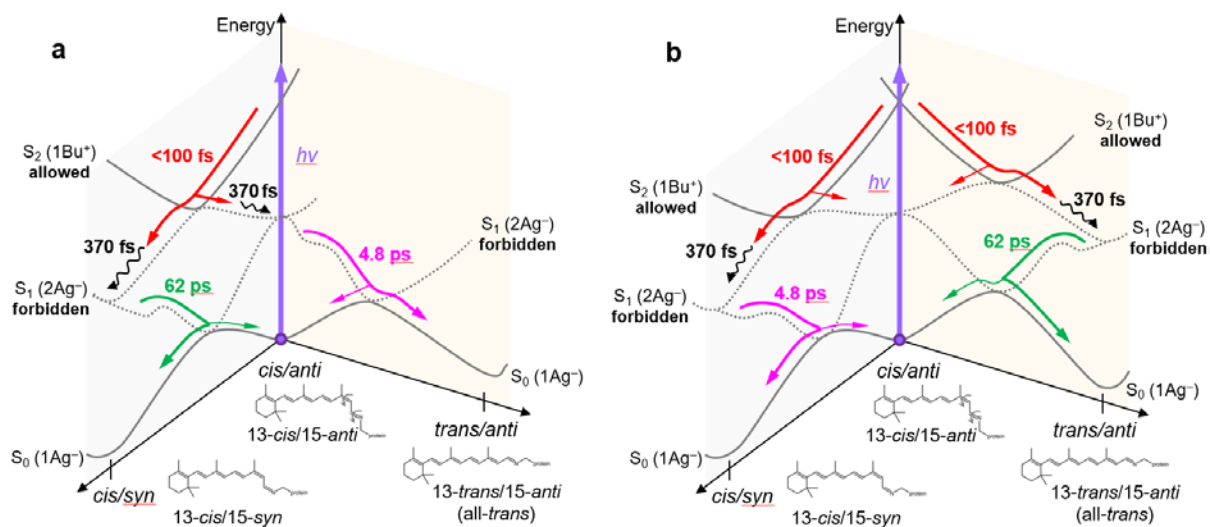 a
Energy
S₂ (1Bu⁺)
allowed
<100 fs
hν
370 fs
370 fs
S₁ (2Ag⁻)
forbidden
4.8 ps
S₁ (2Ag⁻)
forbidden
62 ps
cis/anti
13-cis/15-anti
S₀ (1Ag⁻)
trans/anti
S₀ (1Ag⁻)
cis/syn
13-cis/15-syn
13-trans/15-anti
(all-trans)
b
Energy
S₂ (1Bu⁺)
allowed
<100 fs
<100 fs
S₂ (1Bu⁺)
allowed
hν
370 fs
370 fs
S₁ (2Ag⁻)
forbidden
62 ps
S₁ (2Ag⁻)
forbidden
4.8 ps
cis/anti
13-cis/15-anti
S₀ (1Ag⁻)
trans/anti
S₀ (1Ag⁻)
cis/syn
13-cis/15-syn
13-trans/15-anti
(all-trans)